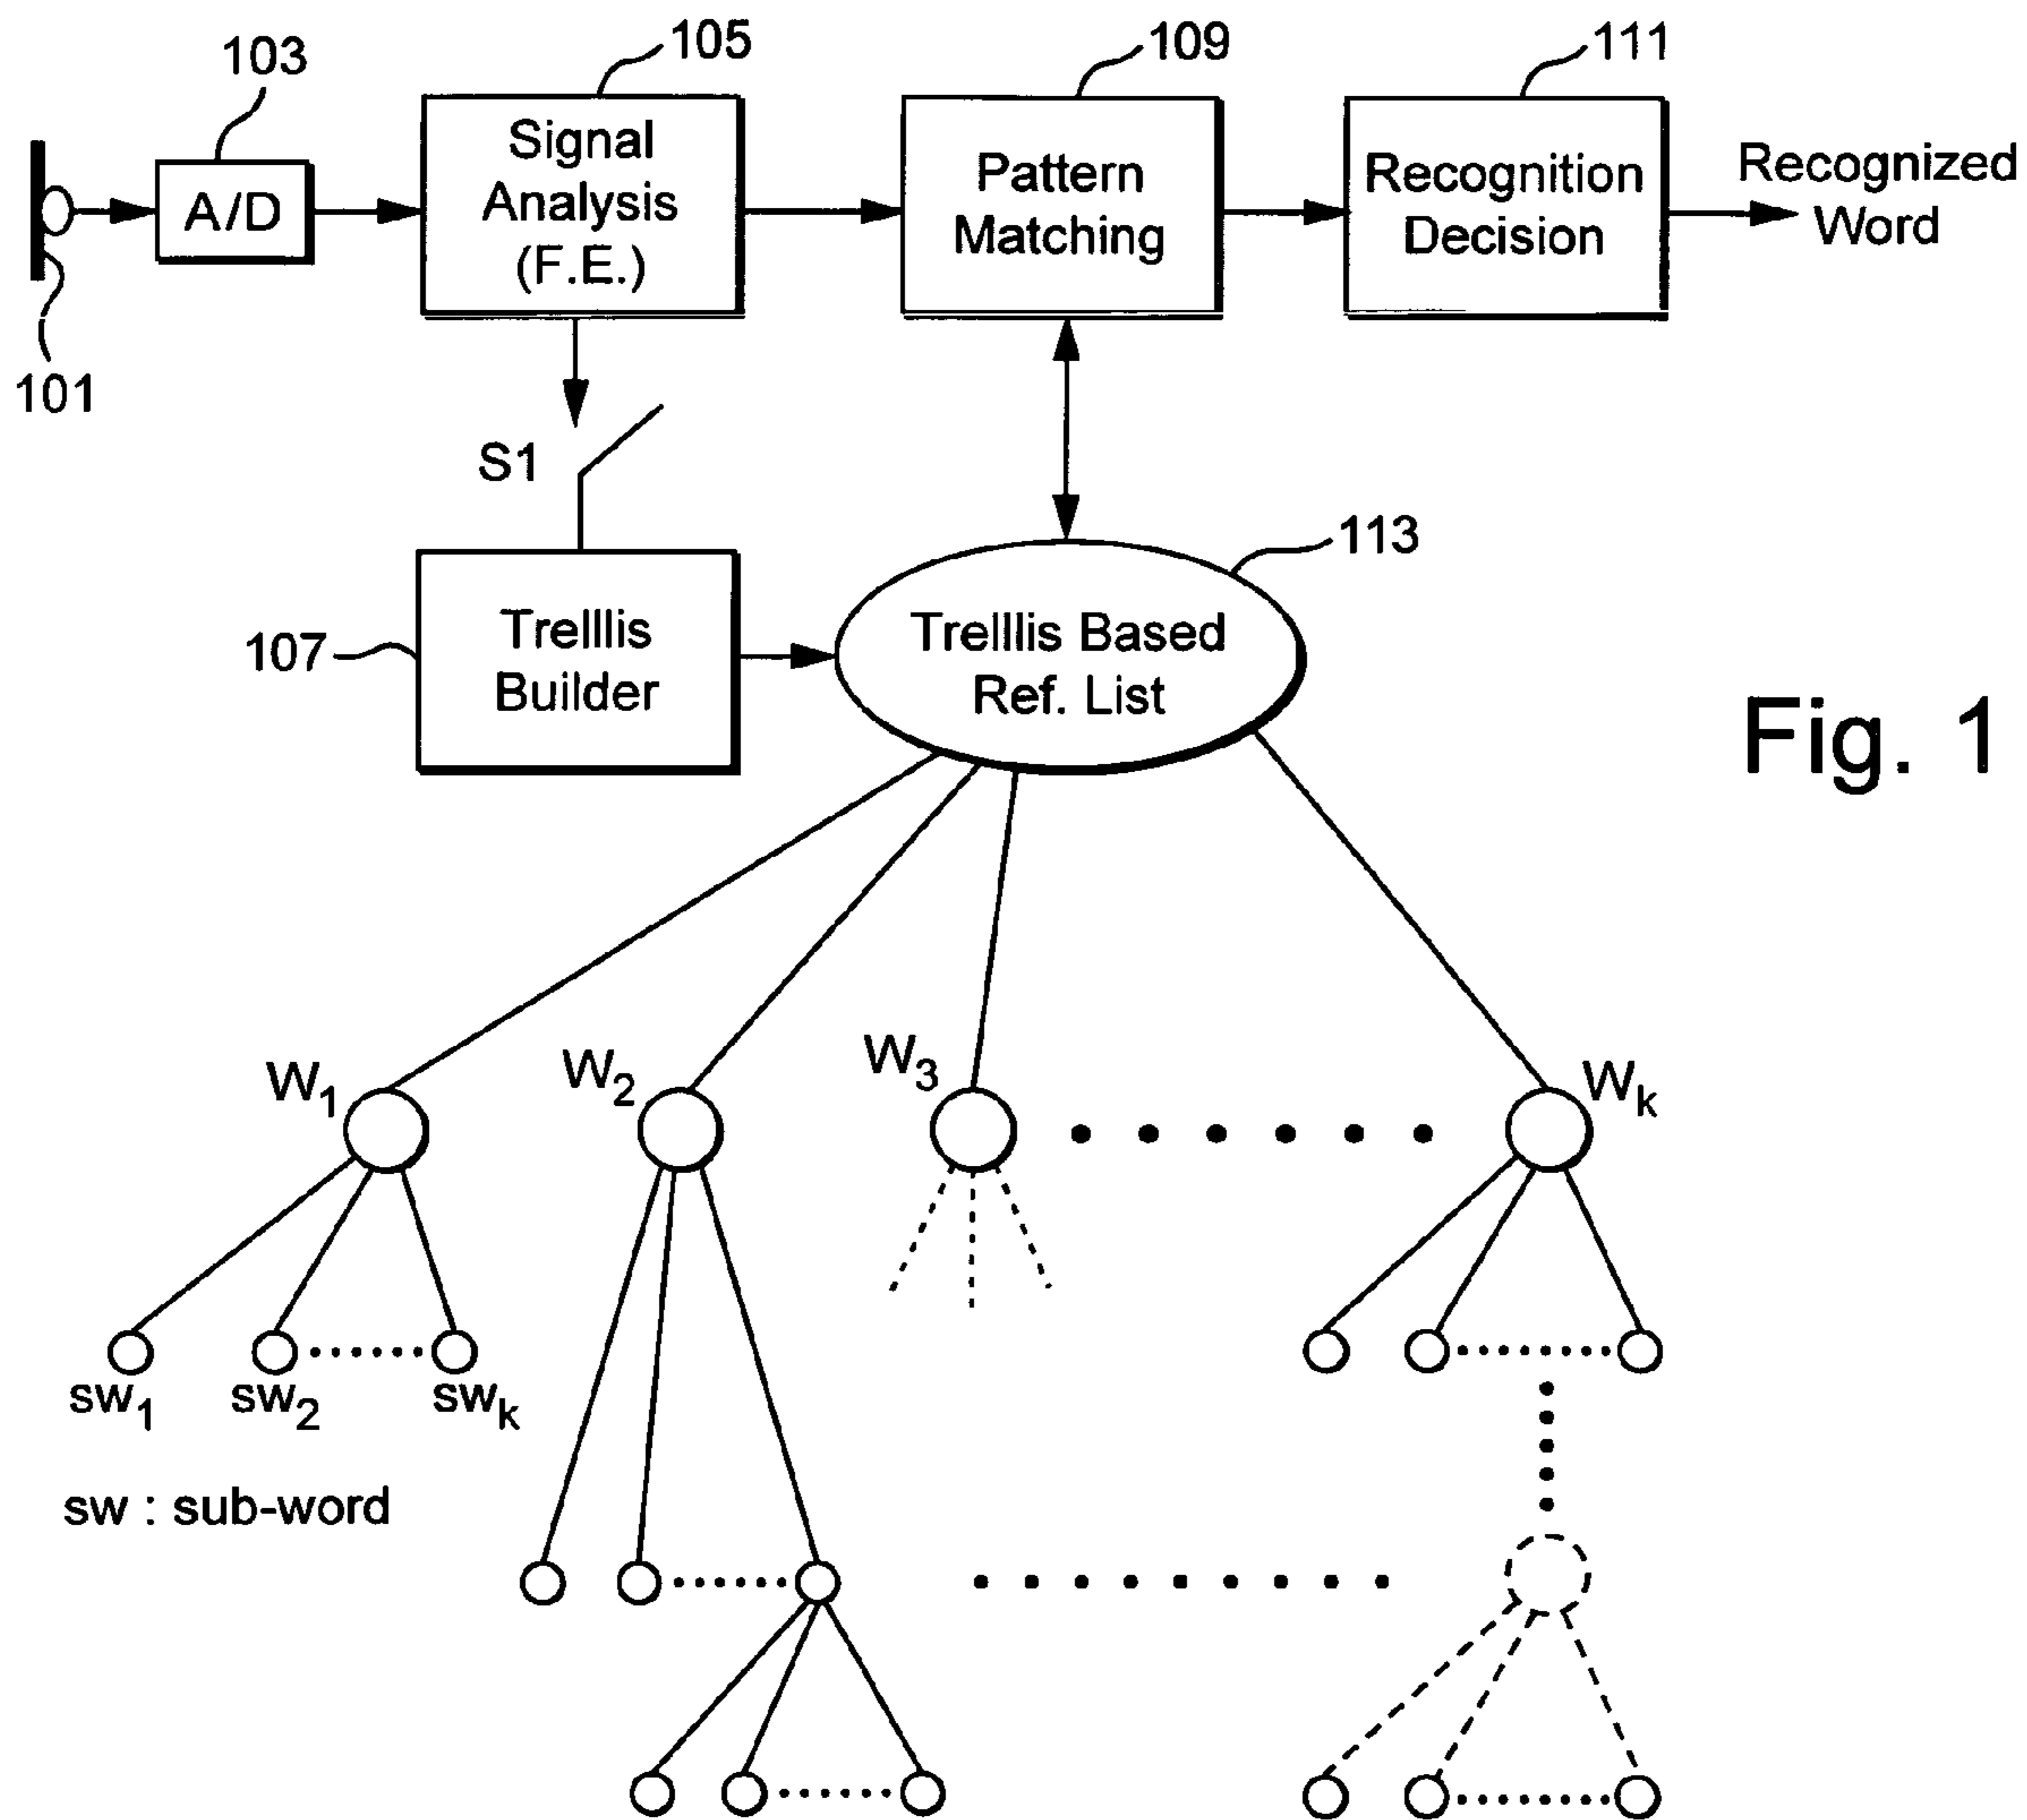 103
105
109
111
A/D
Signal
Analysis
(F.E.)
Pattern
Matching
Recognition
Decision
Recognized
Word
101
S1
113
107
Trelllis
Builder
Trelllis Based
Ref. List
Fig. 1
W1
W2
W3
Wk
sw1
sw2
swk
sw : sub-word